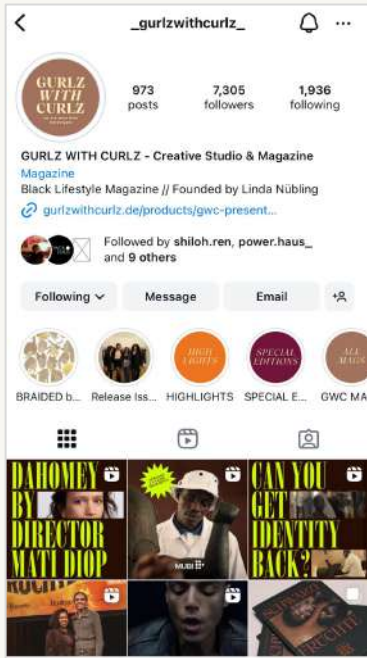 _gurlzwithcurlz_
GURLZ
WITH
CURLZ
973
posts
7,305
followers
1,936
following
GURLZ WITH CURLZ - Creative Studio & Magazine
Magazine
Black Lifestyle Magazine // Founded by Linda Nübling
gurlzwithcurlz.de/products/gwc-present...
Followed by shiloh.ren, power.haus_
and 9 others
Following
Message
Email
HIGH
LIGHTS
SPECIAL
EDITIONS
ALL
MAGS
BRAIDED b...
Release Iss...
HIGHLIGHTS
SPECIAL E...
GWC MA
DAHOMEY
BY
DIRECTOR
MATI DIOP
MUBI
CAN YOU
GET
IDENTITY
BACK?